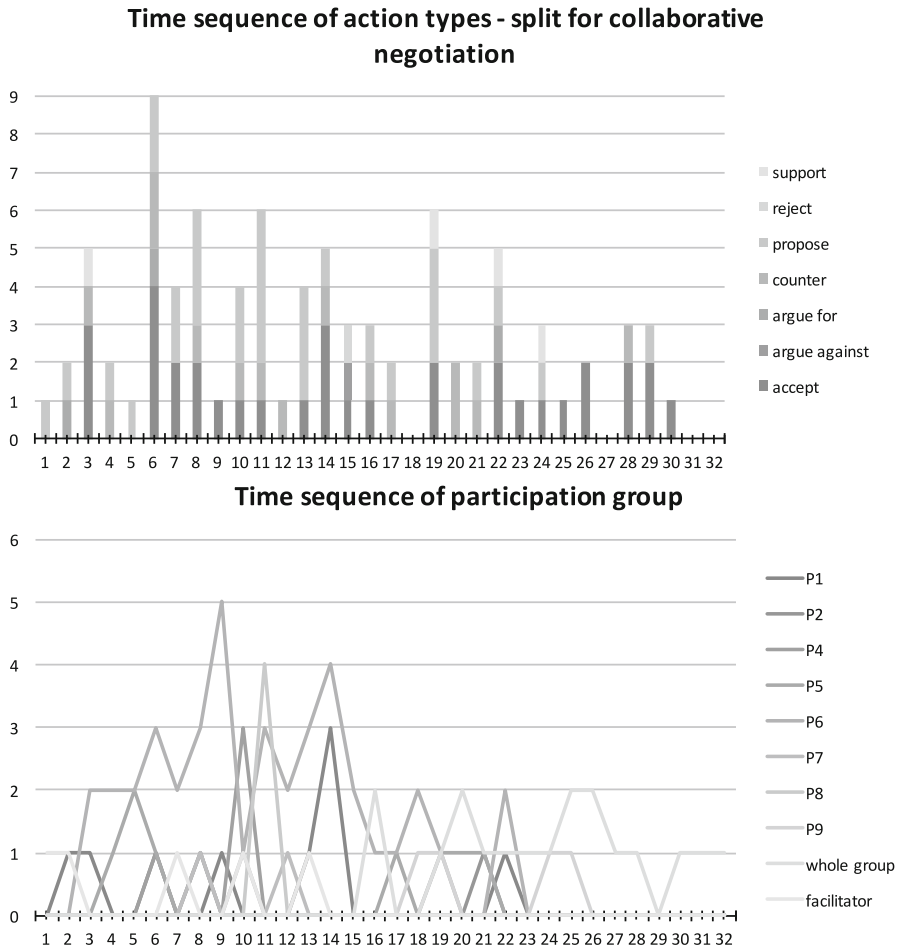 Time sequence of action types - split for collaborative
negotiation
9
8
7
6
5
4
3
2
1
0
1 2 3 4 5 6 7 8 9 10 11 12 13 14 15 16 17 18 19 20 21 22 23 24 25 26 27 28 29 30 31 32
support
reject
propose
counter
argue for
argue against
accept
Time sequence of participation group
6
5
4
3
2
1
0
1 2 3 4 5 6 7 8 9 10 11 12 13 14 15 16 17 18 19 20 21 22 23 24 25 26 27 28 29 30 31 32
P1
P2
P4
P5
P6
P7
P8
P9
whole group
facilitator